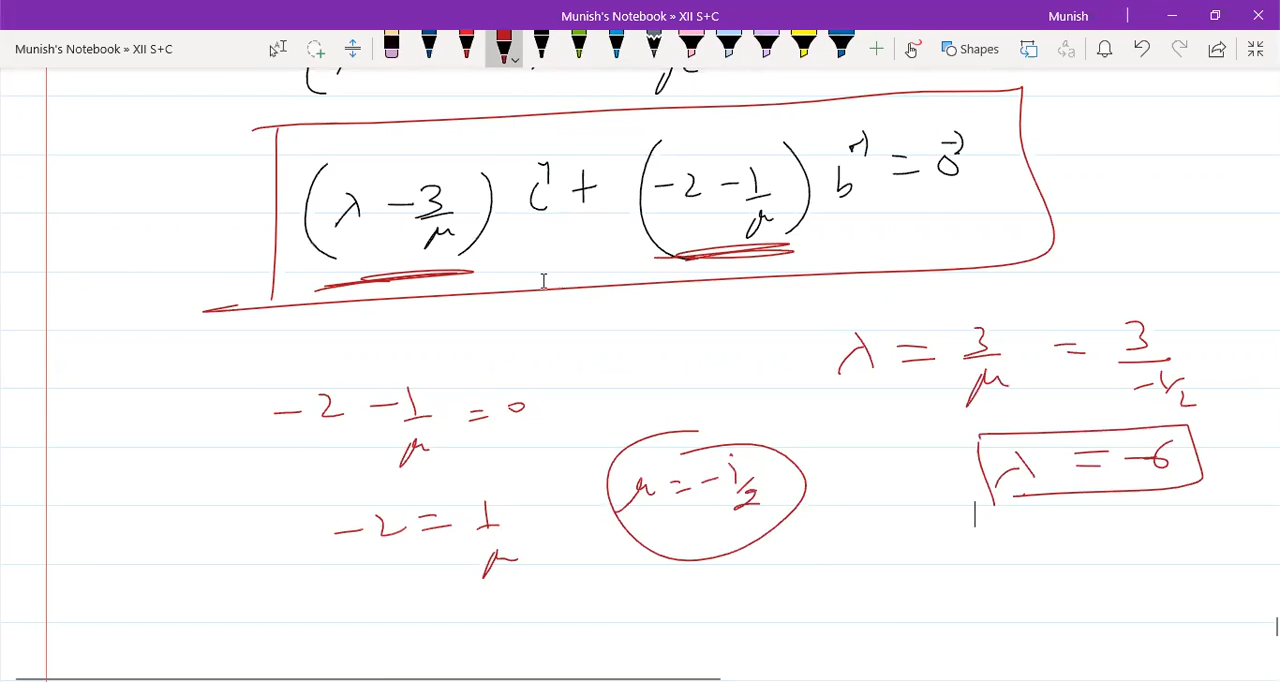 Munish's Notebook » XII S+C
Munish
Munish's Notebook » XII S+C
Shapes
(λ - 3/μ) c⃗ + (-2 - 1/μ) b⃗ = 0⃗
λ = 3/μ = 3/-1/2
-2 - 1/μ = 0
μ = -1/2
λ = -6
-2 = 1/μ